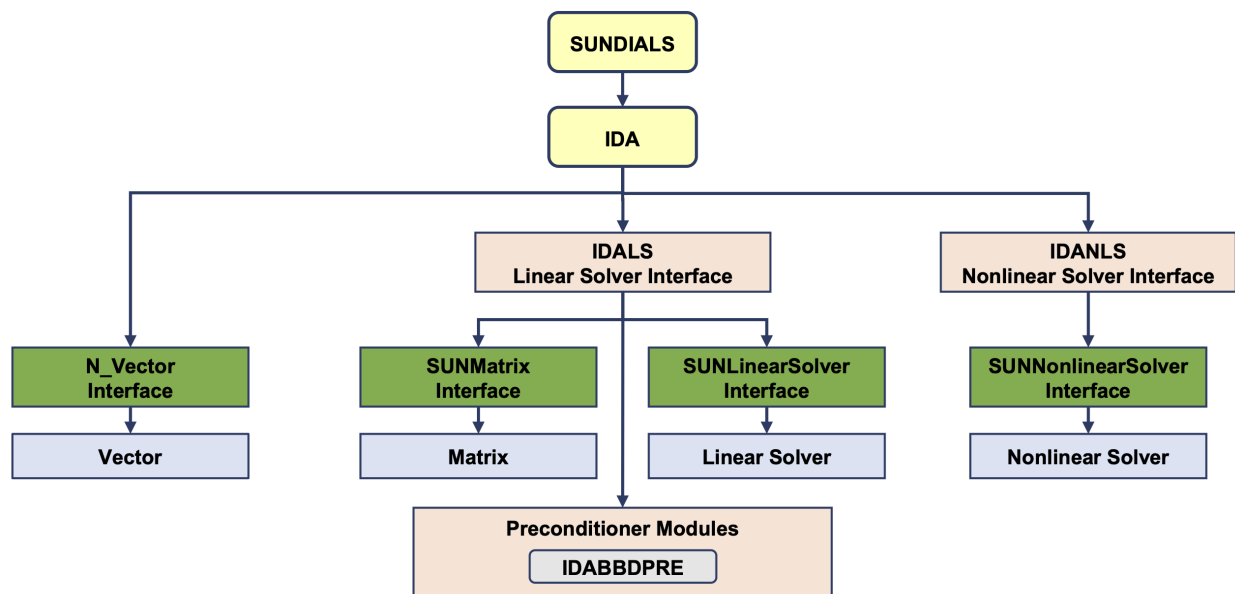 SUNDIALS
IDA
IDALS
Linear Solver Interface
IDANLS
Nonlinear Solver Interface
N_Vector
Interface
SUNMatrix
Interface
SUNLinearSolver
Interface
SUNNonlinearSolver
Interface
Vector
Matrix
Linear Solver
Nonlinear Solver
Preconditioner Modules
IDABBDPRE